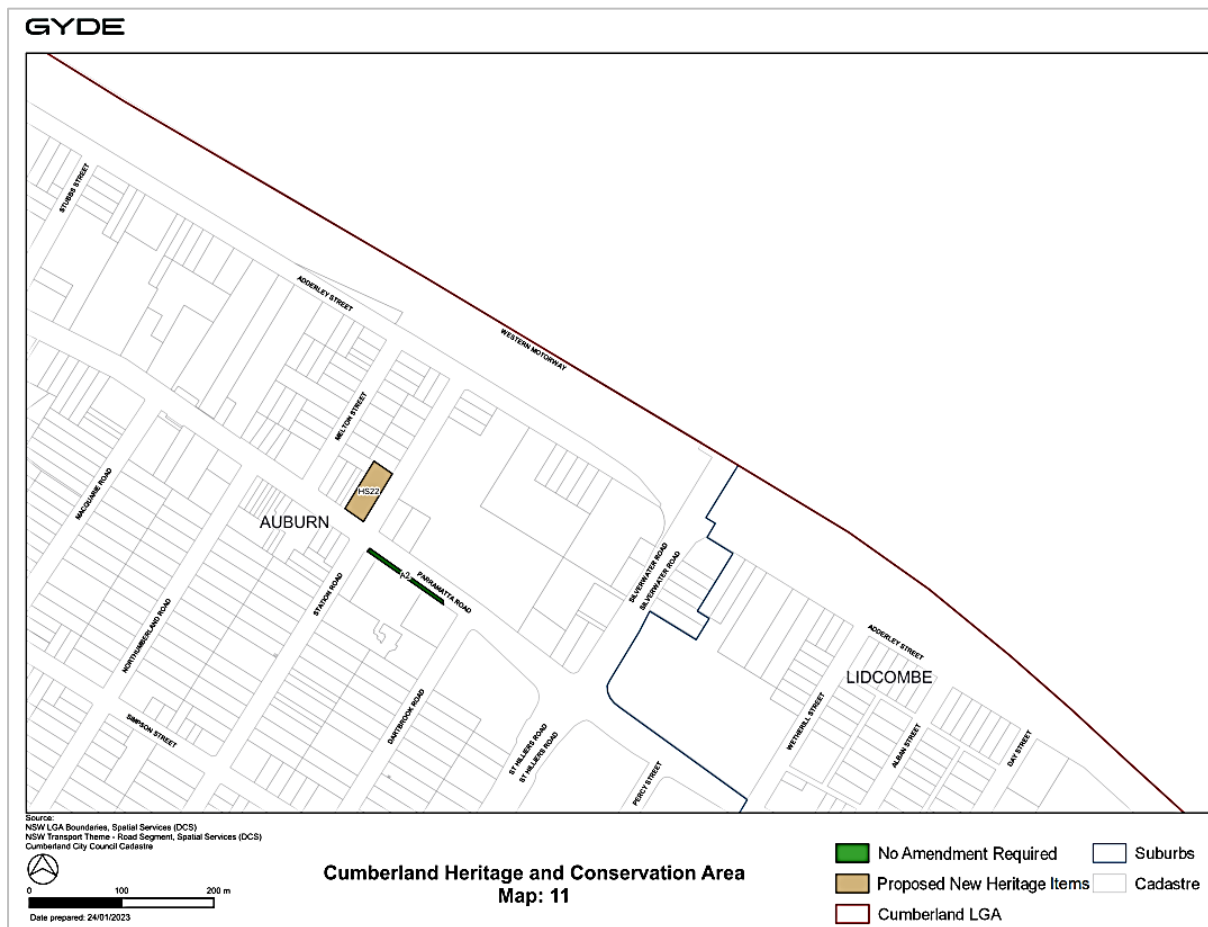 GYDE
STUBBS STREET
ADDERLEY STREET
WESTERN MOTORWAY
MELTON STREET
MACQUARIE ROAD
HS22
AUBURN
PARRAMATTA ROAD
STATION ROAD
NORTHUMBERLAND ROAD
SIMPSON STREET
DARTBROOK ROAD
ST HILLIERS ROAD
ST HILLIERS ROAD
SILVERWATER ROAD
SILVERWATER ROAD
PERCY STREET
ADDERLEY STREET
LIDCOMBE
WETHERILL STREET
ALBAN STREET
DAY STREET
Source:
NSW LGA Boundaries, Spatial Services (DCS)
NSW Transport Theme - Road Segment, Spatial Services (DCS)
Cumberland City Council Cadastre
0 100 200 m
Date prepared: 24/01/2023
Cumberland Heritage and Conservation Area
Map: 11
No Amendment Required
Proposed New Heritage Items
Cumberland LGA
Suburbs
Cadastre